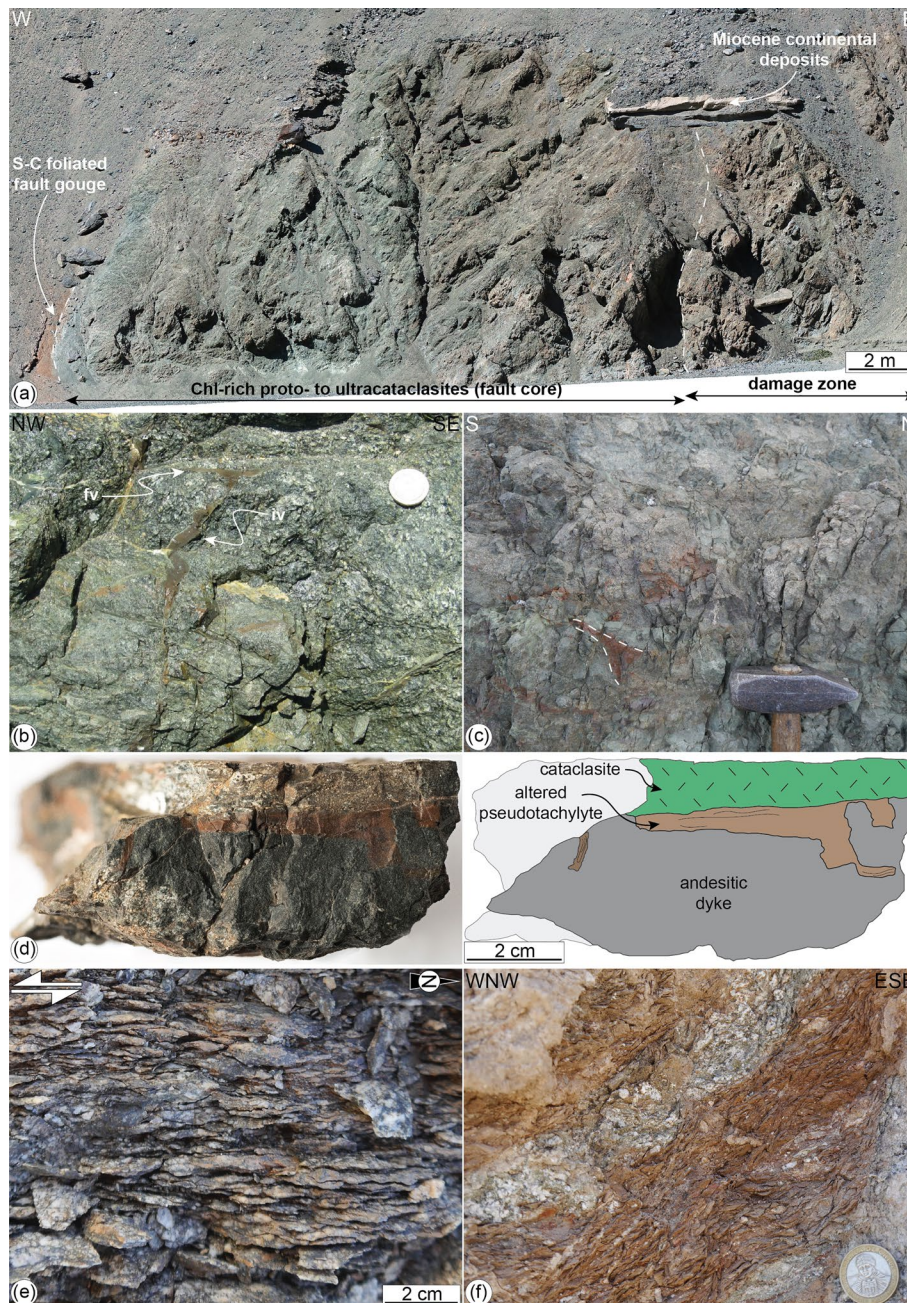 W
E
Miocene continental
deposits
S-C foliated
fault gouge
2 m
(a)
Chl-rich proto- to ultracataclasites (fault core)
damage zone
NW
SE
fv
iv
(b)
S
N
(c)
cataclasite
altered
pseudotachylyte
andesitic
dyke
(d)
2 cm
N
(e)
2 cm
WNW
ESE
(f)